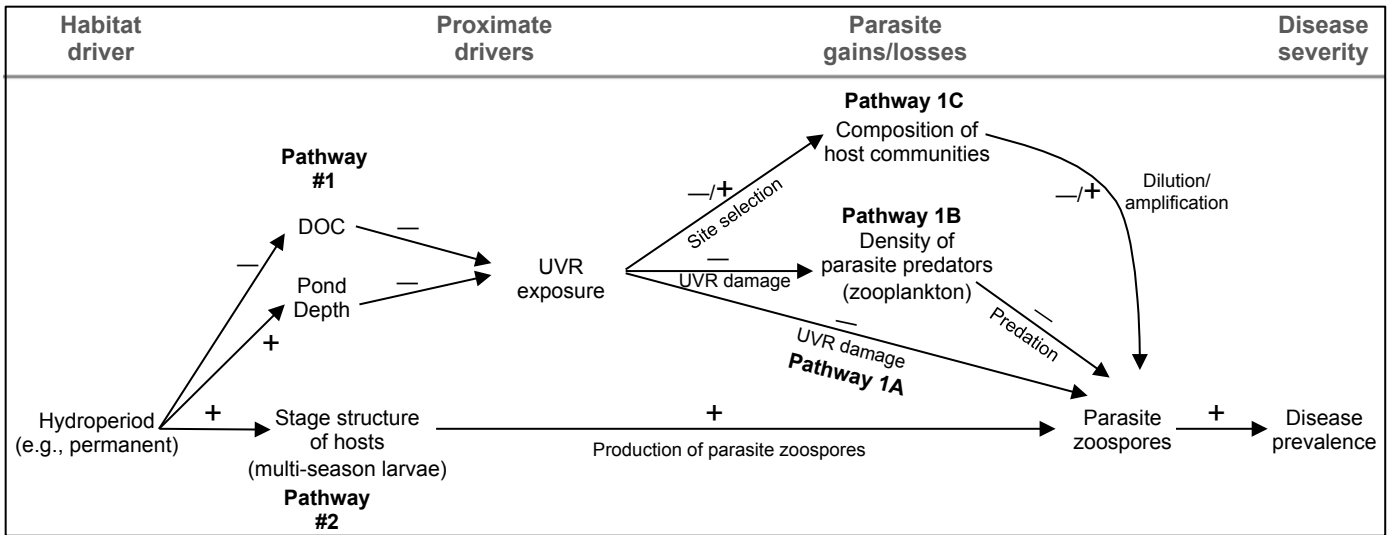 Habitat
driver
Proximate
drivers
Parasite
gains/losses
Disease
severity
Pathway 1C
Composition of
host communities
Pathway
#1
—/+
Site selection
—/+
Dilution/
amplification
DOC
—
—
Pathway 1B
Density of
parasite predators
(zooplankton)
UVR
exposure
—
UVR damage
Pond
Depth
—
+
—
Predation
—
UVR damage
Pathway 1A
Hydroperiod
(e.g., permanent)
+
Stage structure
of hosts
(multi-season larvae)
+
Production of parasite zoospores
Parasite
zoospores
+
Disease
prevalence
Pathway
#2